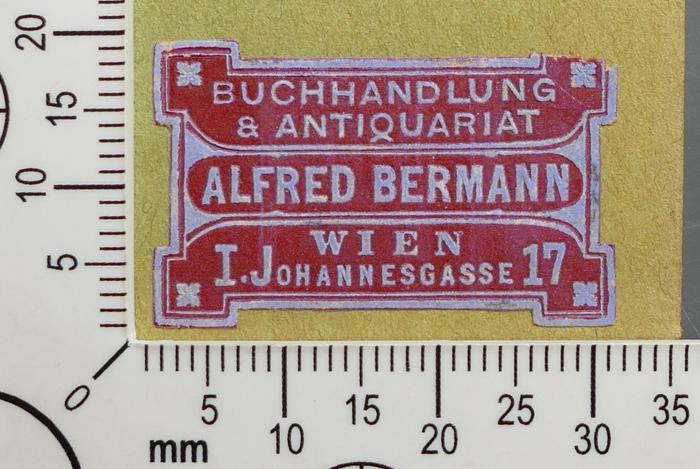 BUCHHANDLUNG
& ANTIQUARIAT
ALFRED BERMANN
WIEN
I. JOHANNESGASSE 17
20
15
10
5
0
5
10
15
20
25
30
35
mm